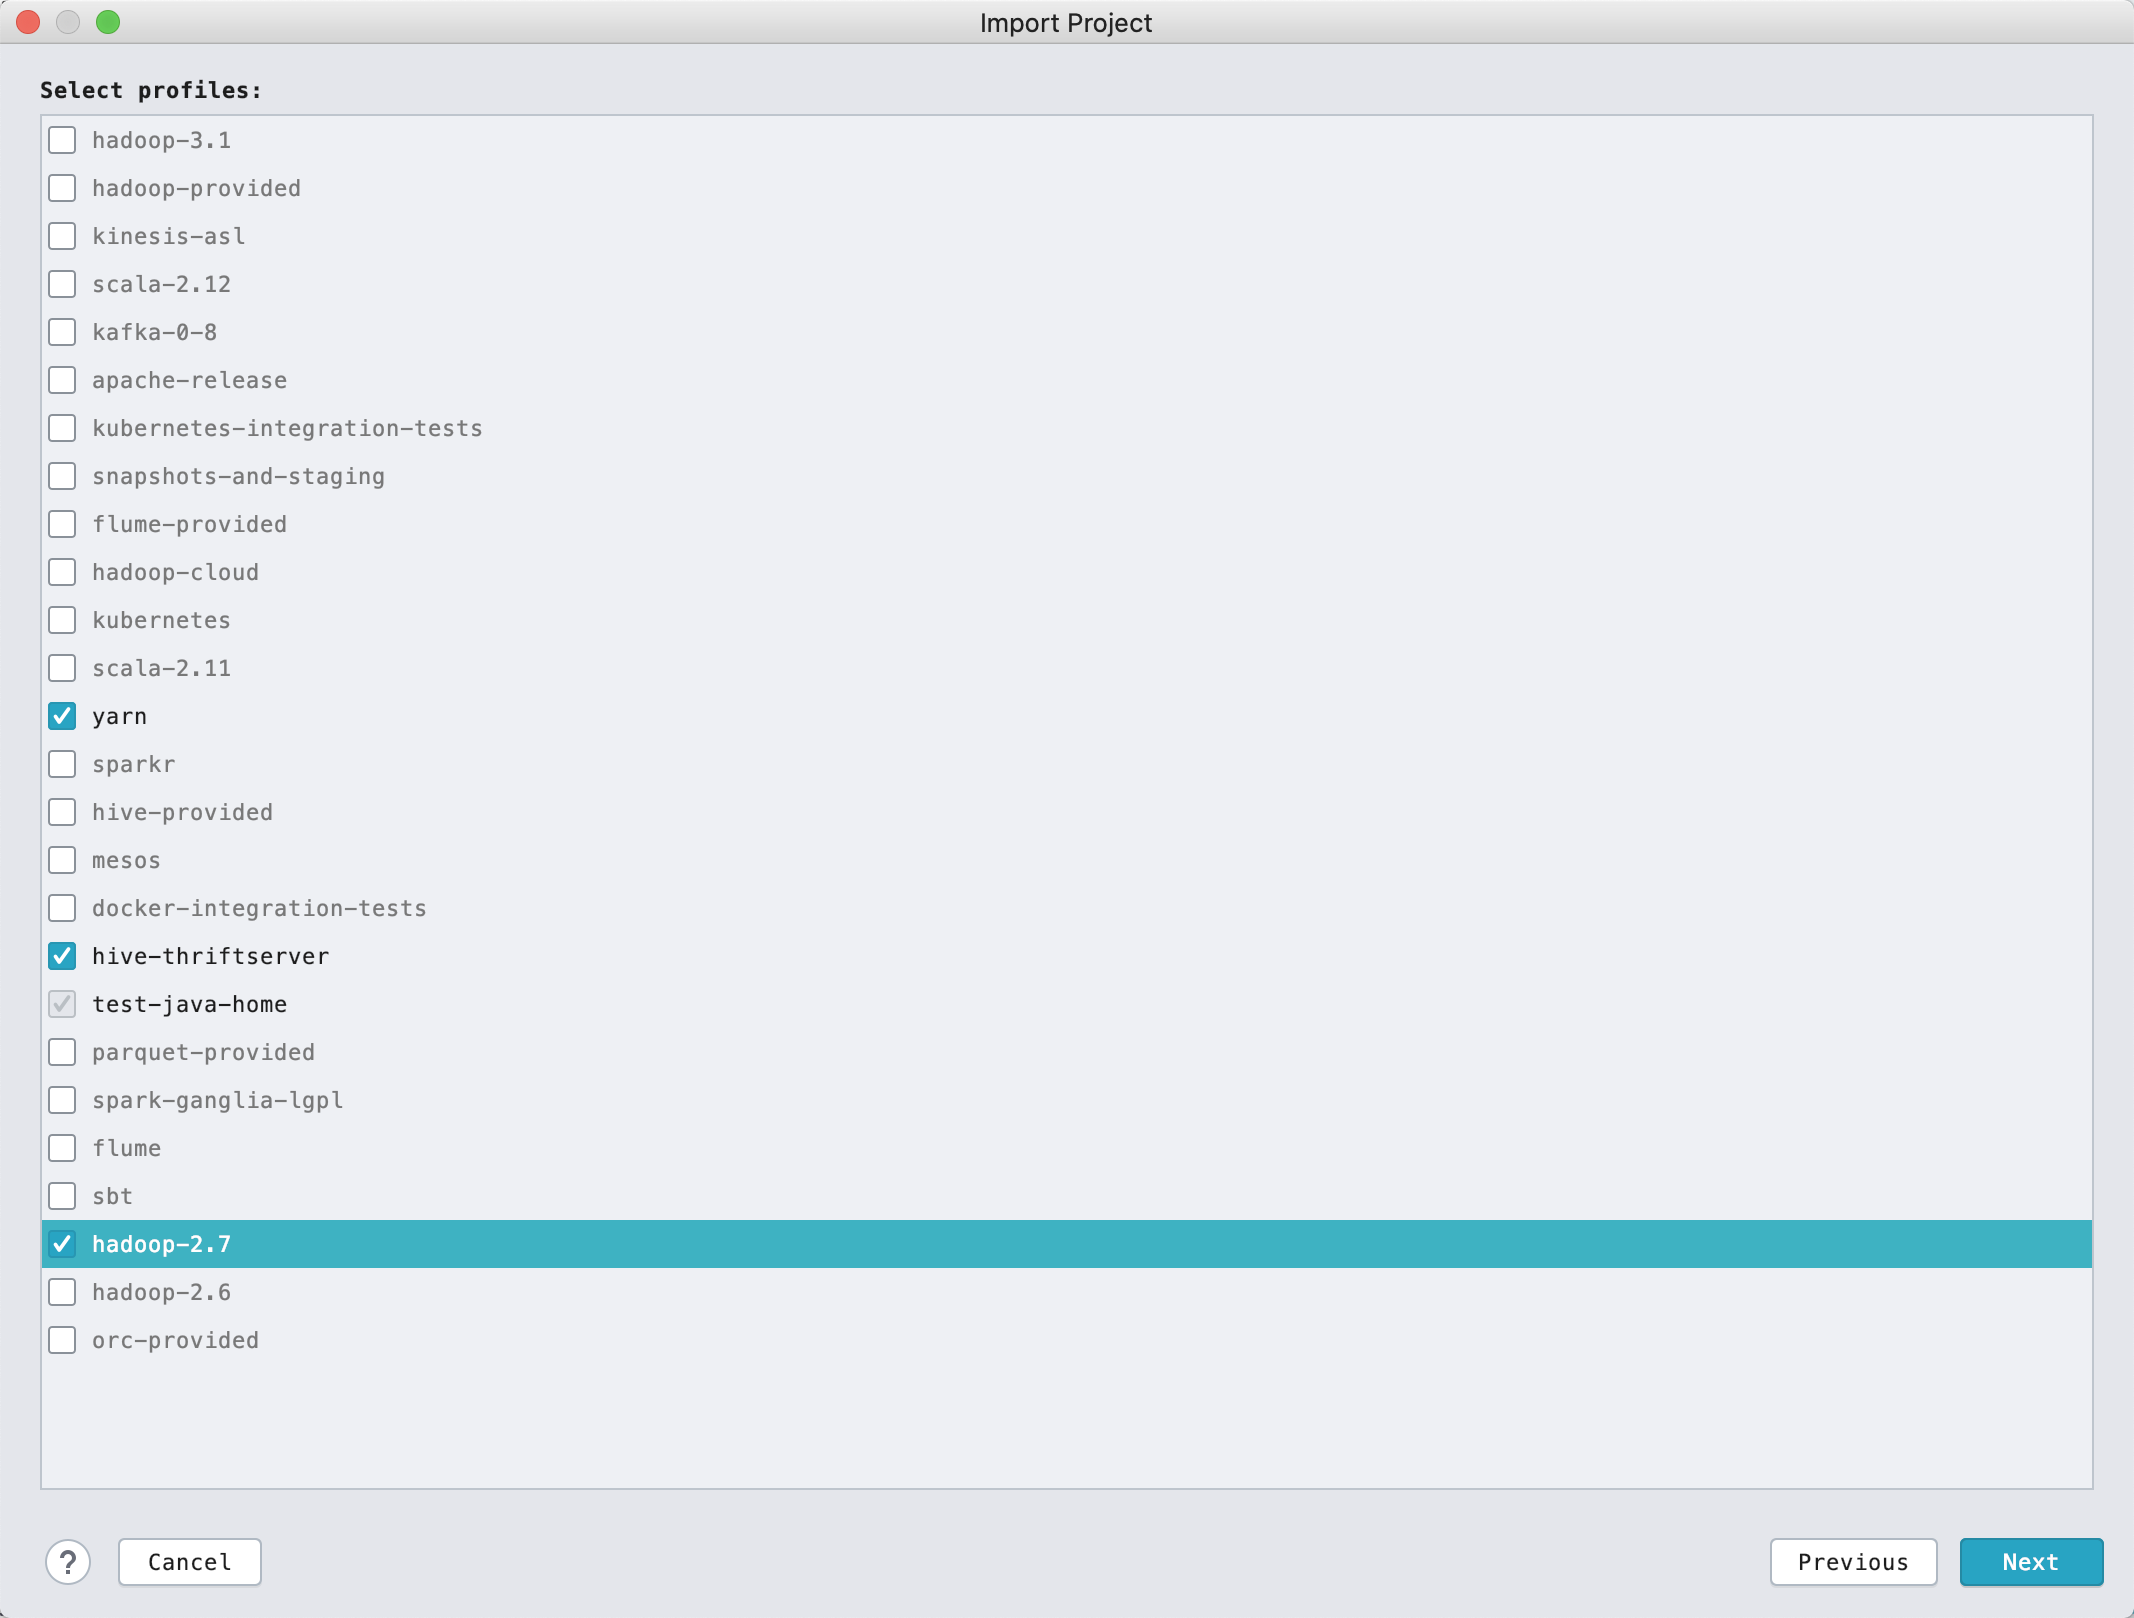 Import Project
Select profiles:
hadoop-3.1
hadoop-provided
kinesis-asl
scala-2.12
kafka-0-8
apache-release
kubernetes-integration-tests
snapshots-and-staging
flume-provided
hadoop-cloud
kubernetes
scala-2.11
yarn
sparkr
hive-provided
mesos
docker-integration-tests
hive-thriftserver
test-java-home
parquet-provided
spark-ganglia-lgpl
flume
sbt
hadoop-2.7
hadoop-2.6
orc-provided
? Cancel Previous Next